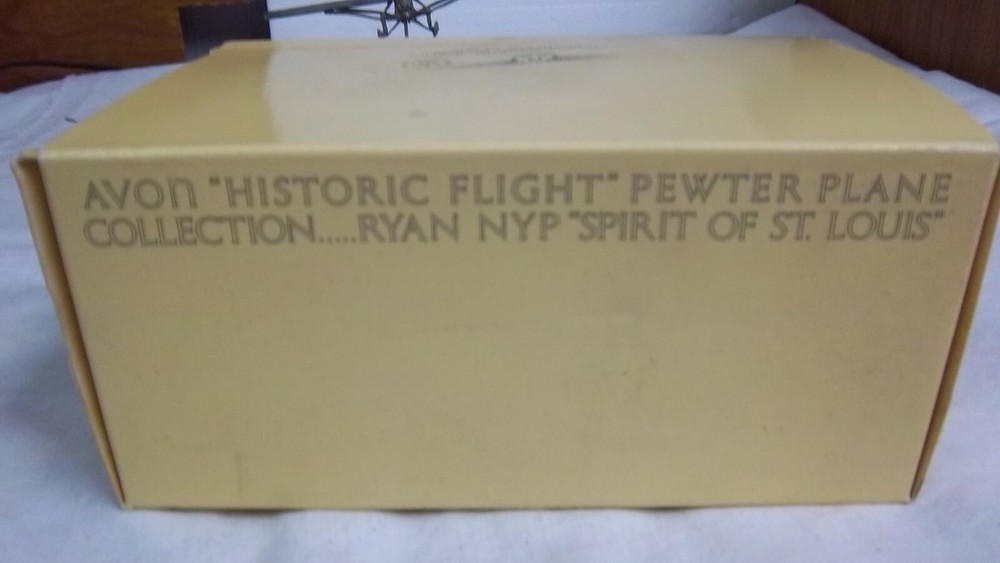 AVON "HISTORIC FLIGHT" PEWTER PLANE
COLLECTION.....RYAN NYP "SPIRIT OF ST. LOUIS"